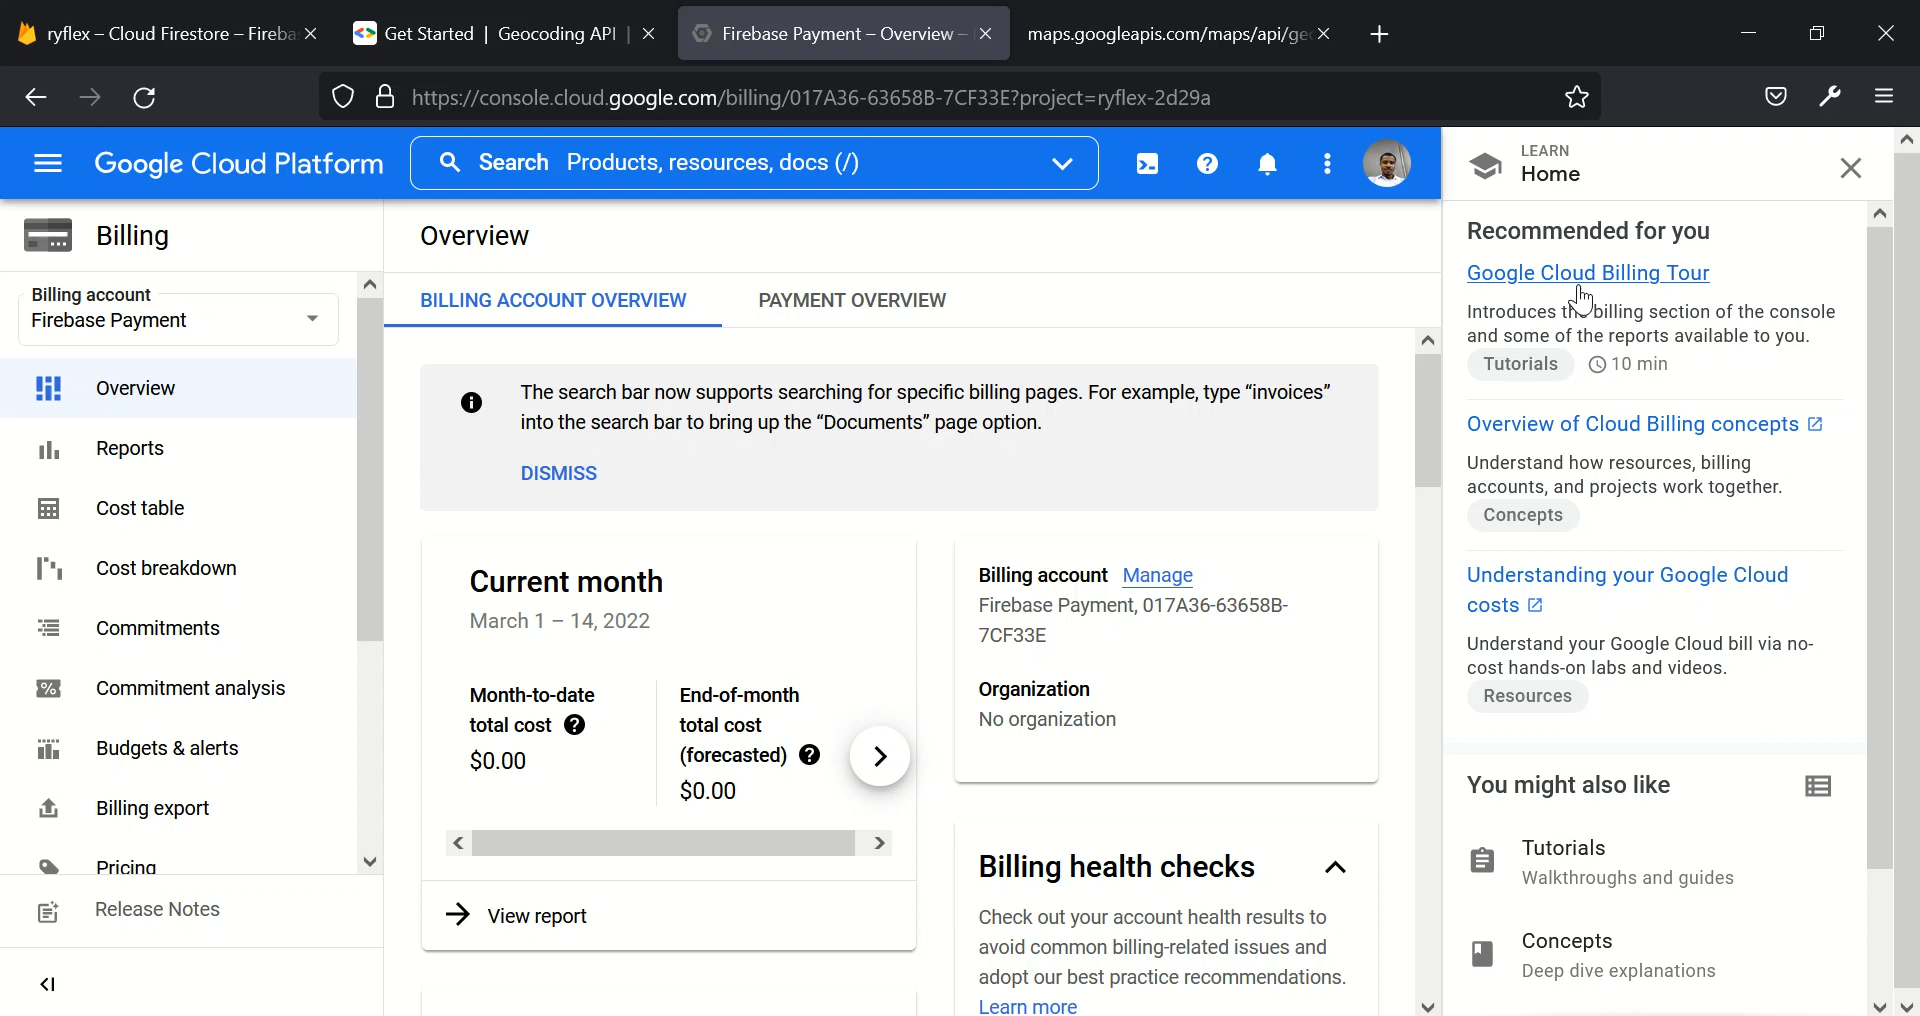 ryflex – Cloud Firestore – Fireba
Get Started | Geocoding API |
Firebase Payment – Overview –
maps.googleapis.com/maps/api/ge
https://console.cloud.google.com/billing/017A36-63658B-7CF33E?project=ryflex-2d29a
Google Cloud Platform
Search Products, resources, docs (/)
LEARN
Home
Billing
Billing account
Firebase Payment
Overview
Reports
Cost table
Cost breakdown
Commitments
Commitment analysis
Budgets & alerts
Billing export
Pricing
Release Notes
Overview
BILLING ACCOUNT OVERVIEW
PAYMENT OVERVIEW
The search bar now supports searching for specific billing pages. For example, type “invoices”
into the search bar to bring up the “Documents” page option.
DISMISS
Current month
March 1 – 14, 2022
Month-to-date
total cost
$0.00
End-of-month
total cost
(forecasted)
$0.00
View report
Billing account Manage
Firebase Payment, 017A36-63658B-
7CF33E
Organization
No organization
Billing health checks
Check out your account health results to
avoid common billing-related issues and
adopt our best practice recommendations.
Learn more
Recommended for you
Google Cloud Billing Tour
Introduces the billing section of the console
and some of the reports available to you.
Tutorials
10 min
Overview of Cloud Billing concepts
Understand how resources, billing
accounts, and projects work together.
Concepts
Understanding your Google Cloud
costs
Understand your Google Cloud bill via no-
cost hands-on labs and videos.
Resources
You might also like
Tutorials
Walkthroughs and guides
Concepts
Deep dive explanations